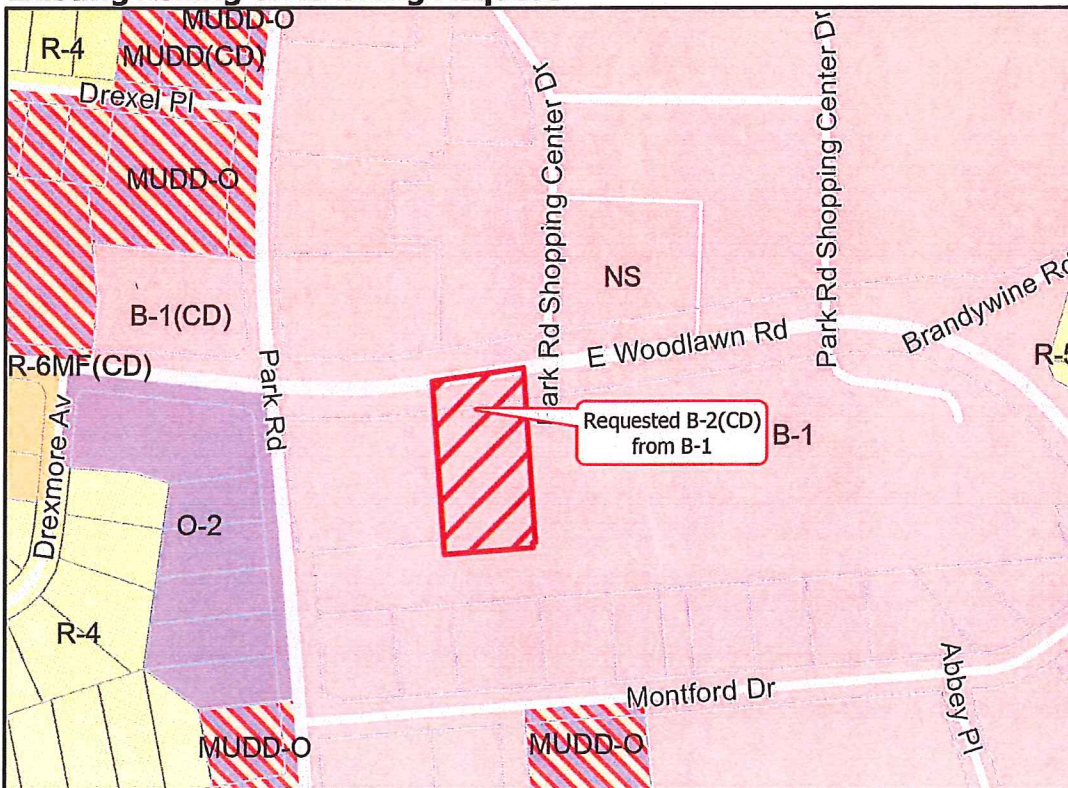 MUDD-O
R-4
MUDD(CD)
Drexel Pl
MUDD-O
Park Rd Shopping Center Dr
Park Rd Shopping Center Dr
NS
B-1(CD)
E Woodlawn Rd
Brandywine Rd
R-6MF(CD)
Park Rd
Requested B-2(CD)
from B-1
B-1
Drexmore Av
O-2
R-4
Montford Dr
Abbey Pl
MUDD-O
MUDD-O